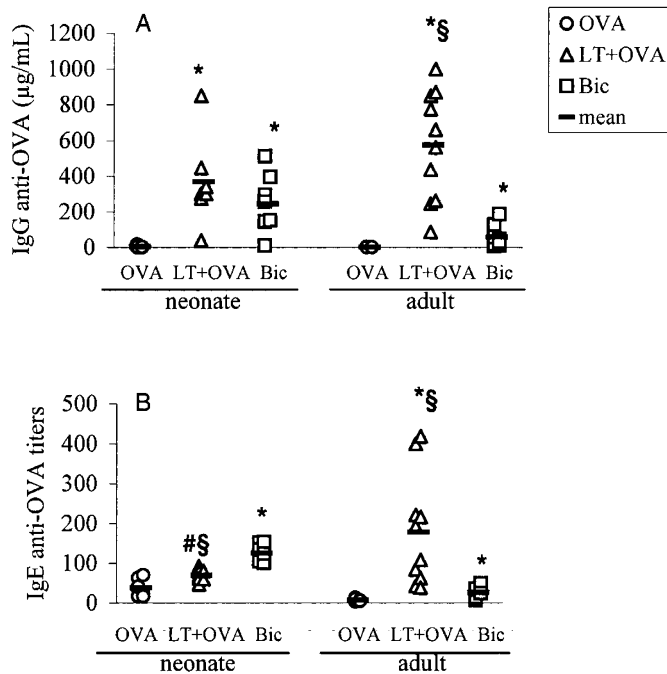 A
IgG anti-OVA (µg/mL)
1200
1000
800
600
400
200
0
*
*
*§
*
OVA LT+OVA Bic OVA LT+OVA Bic
neonate adult
OVA
LT+OVA
Bic
mean
B
IgE anti-OVA titers
500
400
300
200
100
0
#§
*
*§
*
OVA LT+OVA Bic OVA LT+OVA Bic
neonate adult